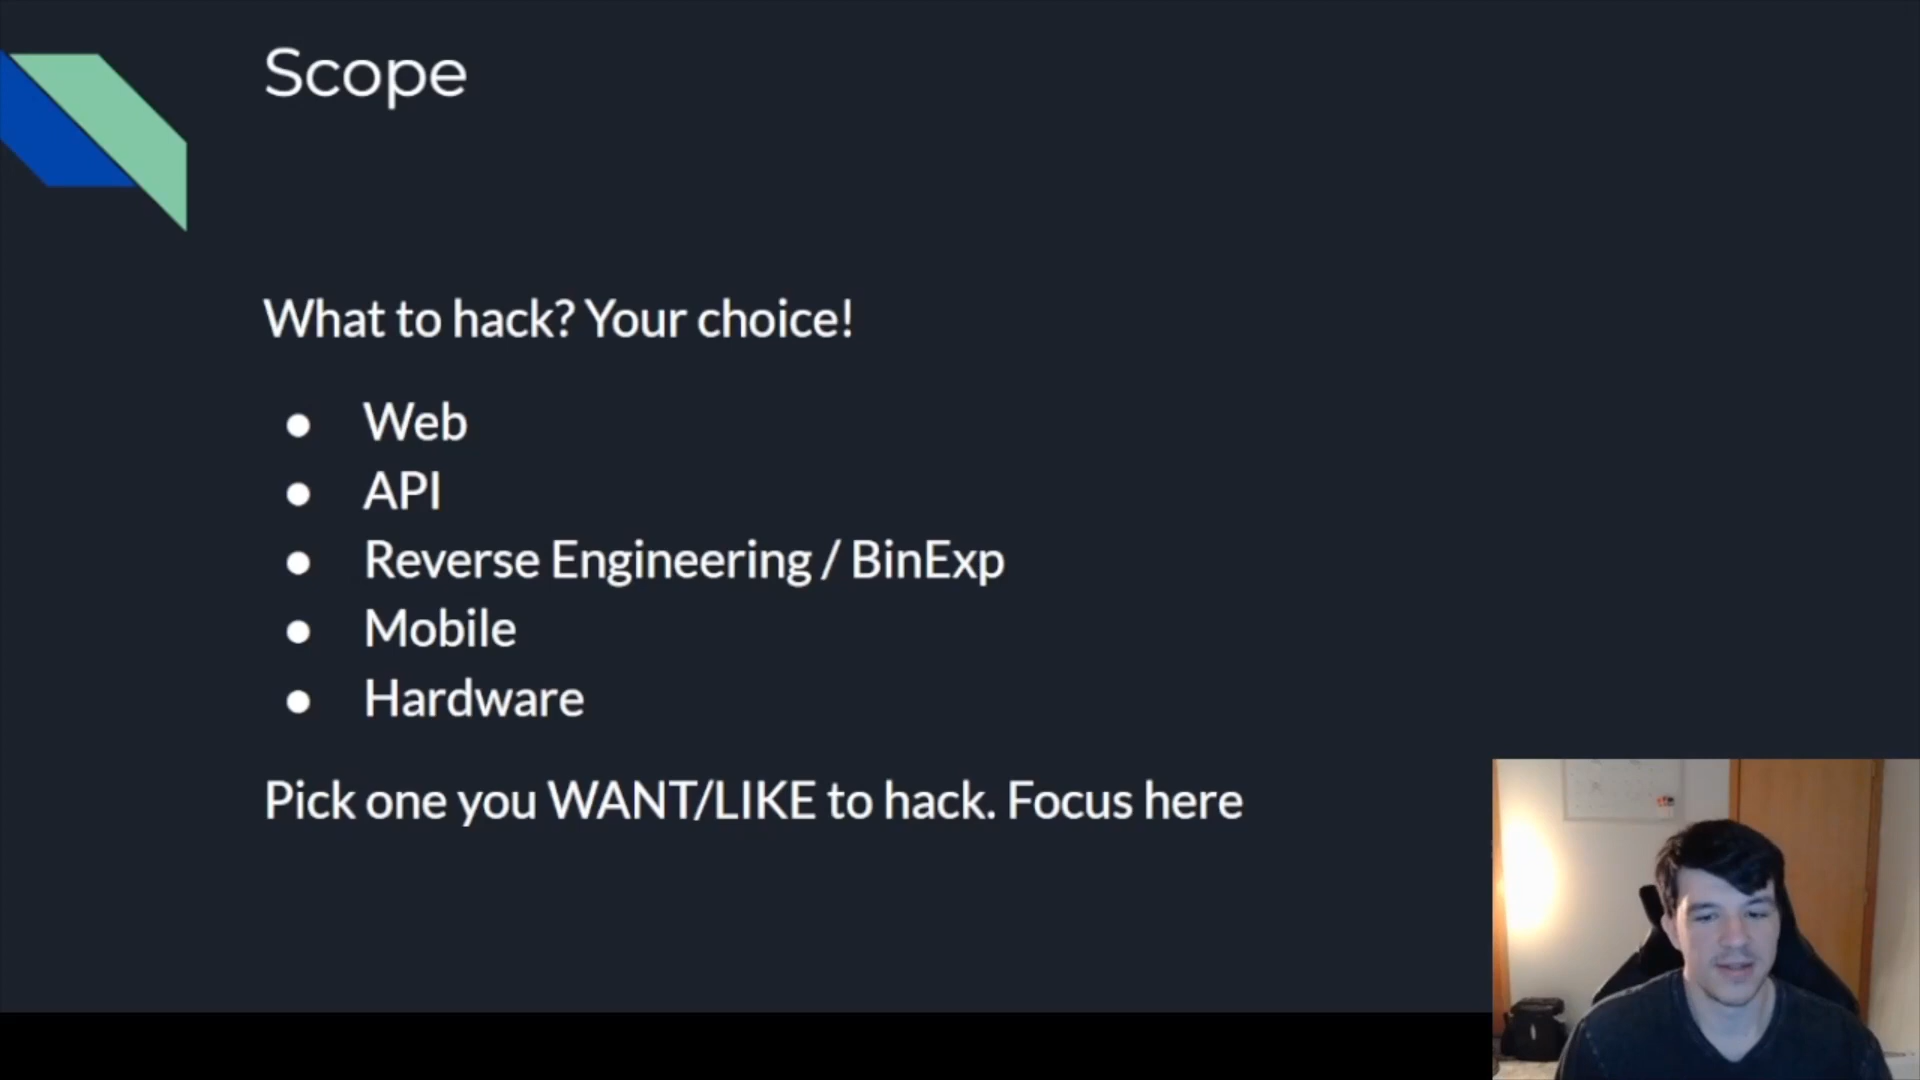 Scope
What to hack? Your choice!
● Web
● API
● Reverse Engineering / BinExp
● Mobile
● Hardware
Pick one you WANT/LIKE to hack. Focus here